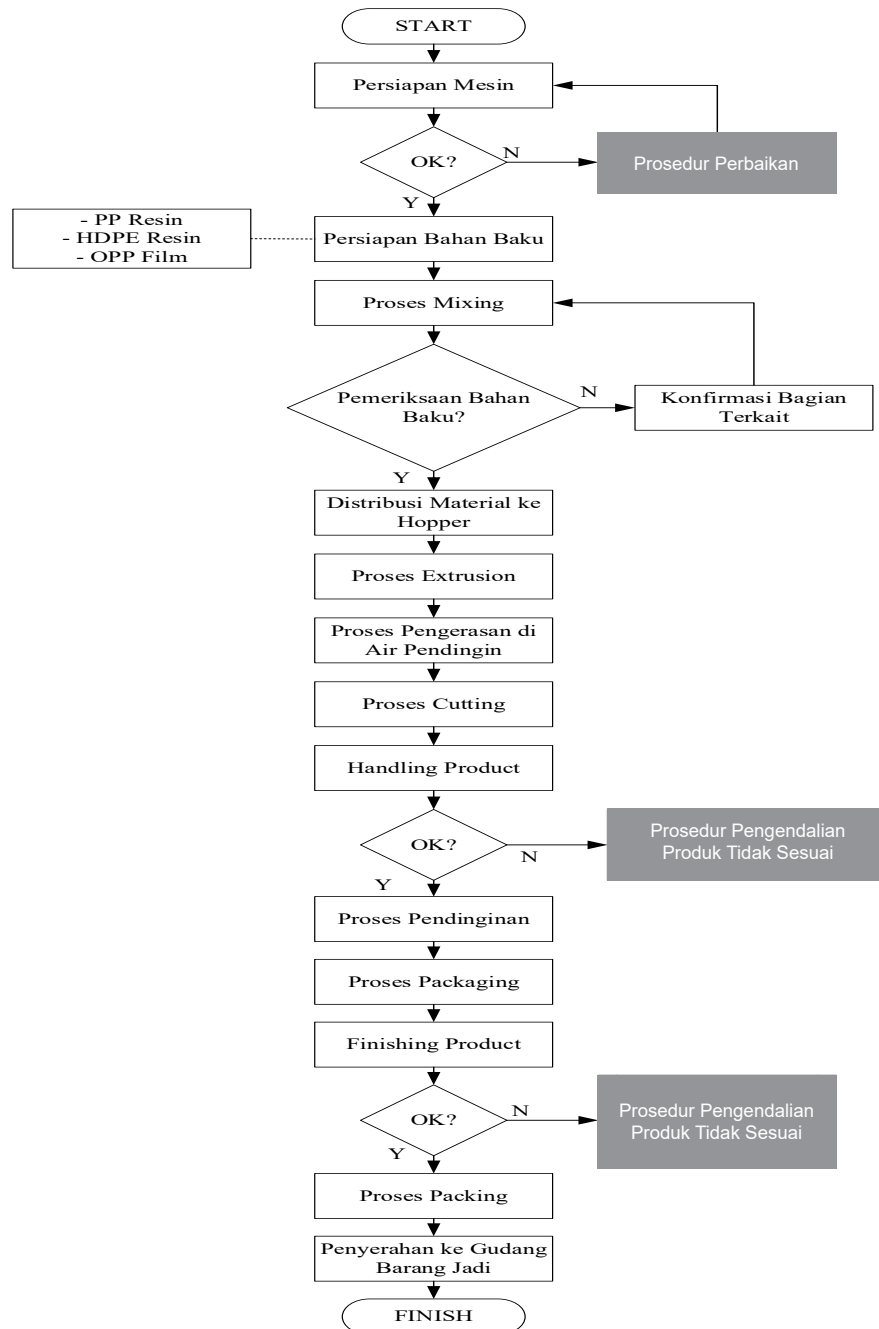 START
Persiapan Mesin
OK?
N
Prosedur Perbaikan
Y
- PP Resin
- HDPE Resin
- OPP Film
Persiapan Bahan Baku
Proses Mixing
Pemeriksaan Bahan
Baku?
N
Konfirmasi Bagian
Terkait
Y
Distribusi Material ke
Hopper
Proses Extrusion
Proses Pengerasan di
Air Pendingin
Proses Cutting
Handling Product
OK?
N
Prosedur Pengendalian
Produk Tidak Sesuai
Y
Proses Pendinginan
Proses Packaging
Finishing Product
OK?
N
Prosedur Pengendalian
Produk Tidak Sesuai
Y
Proses Packing
Penyerahan ke Gudang
Barang Jadi
FINISH